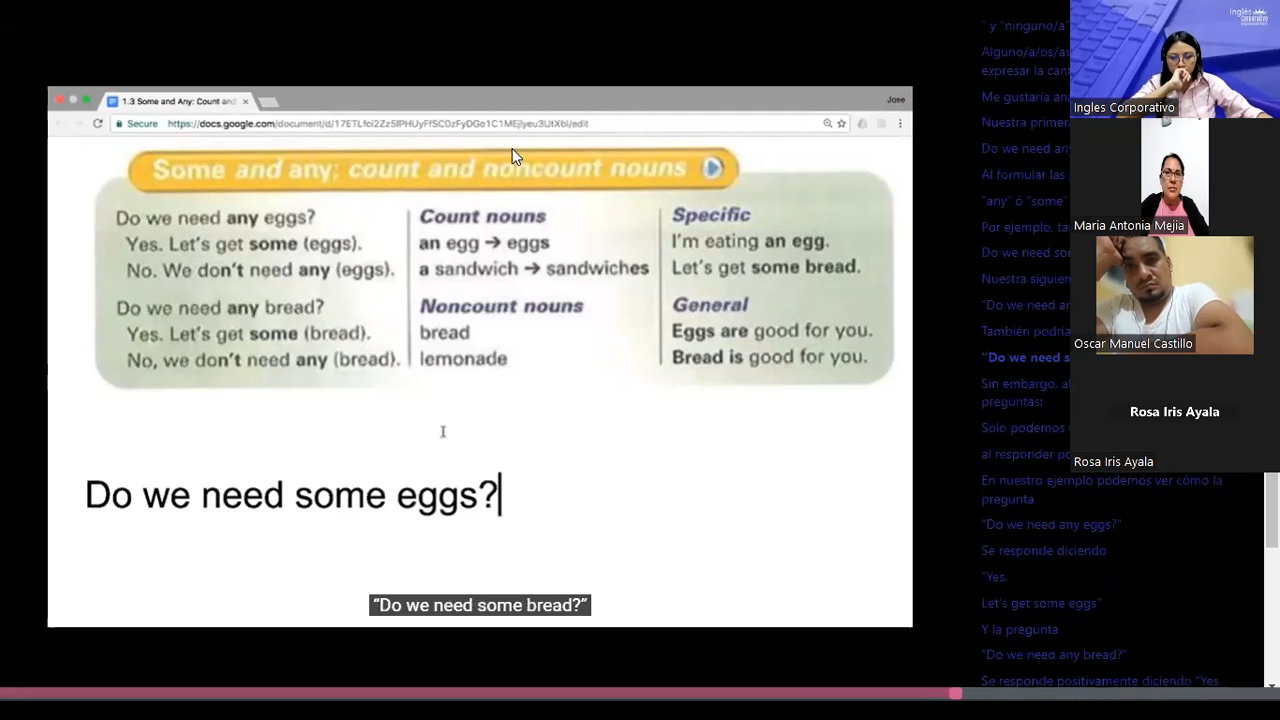 1.3 Some and Any: Count and
Jose
Secure
Some and any; count and noncount nouns
Do we need any eggs?
Yes. Let's get some (eggs).
No. We don't need any (eggs).
Do we need any bread?
Yes. Let's get some (bread).
No, we don't need any (bread).
Count nouns
an egg → eggs
a sandwich → sandwiches
Noncount nouns
bread
lemonade
Specific
I'm eating an egg.
Let's get some bread.
General
Eggs are good for you.
Bread is good for you.
Do we need some eggs?
“Do we need some bread?”
y “ninguno/a”
Alguno/a/os/as
expresar la
Me gustaría
Nuestra
Do we need
Al formular las
“any” ó “some”
Por ejemplo,
Do we need
Nuestra
“Do we need
También
“Do we need
Sin embargo,
preguntas:
Solo podemos
al responder
En nuestro ejemplo podemos ver cómo la
pregunta
“Do we need any eggs?”
Se responde diciendo
“Yes.
Let's get some eggs”
Y la pregunta
“Do we need any bread?”
Se responde positivamente diciendo “Yes.
Inglés
Corporativo
Ingles Corporativo
Maria Antonia Mejia
Oscar Manuel Castillo
Rosa Iris Ayala
Rosa Iris Ayala